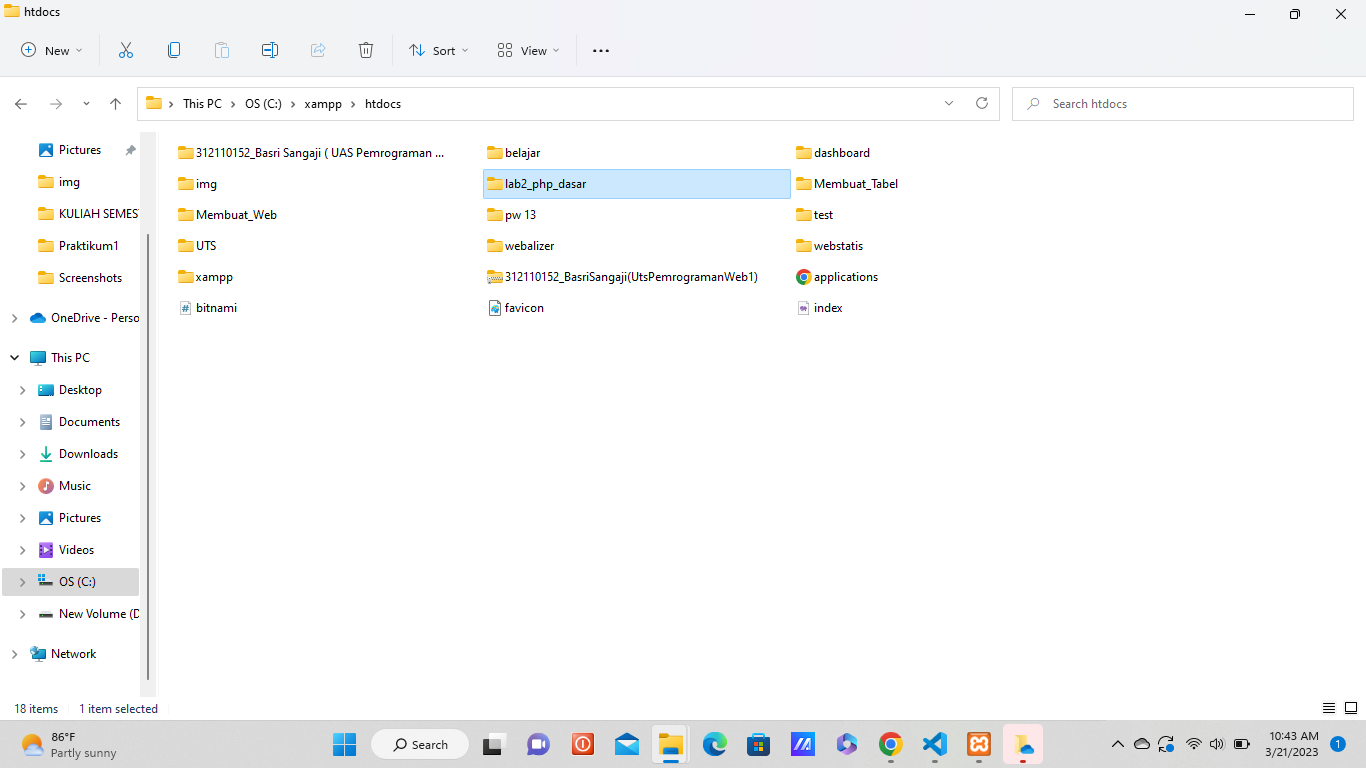 htdocs
New
Sort
View
This PC
OS (C:)
xampp
htdocs
Search htdocs
Pictures
img
KULIAH SEMES
Praktikum1
Screenshots
OneDrive - Perso
This PC
Desktop
Documents
Downloads
Music
Pictures
Videos
OS (C:)
New Volume (D
Network
312110152_Basri Sangaji ( UAS Pemrograman ...
belajar
dashboard
img
lab2_php_dasar
Membuat_Tabel
Membuat_Web
pw 13
test
UTS
webalizer
webstatis
xampp
312110152_BasriSangaji(UtsPemrogramanWeb1)
applications
bitnami
favicon
index
18 items
1 item selected
86°F
Partly sunny
Search
10:43 AM
3/21/2023
1